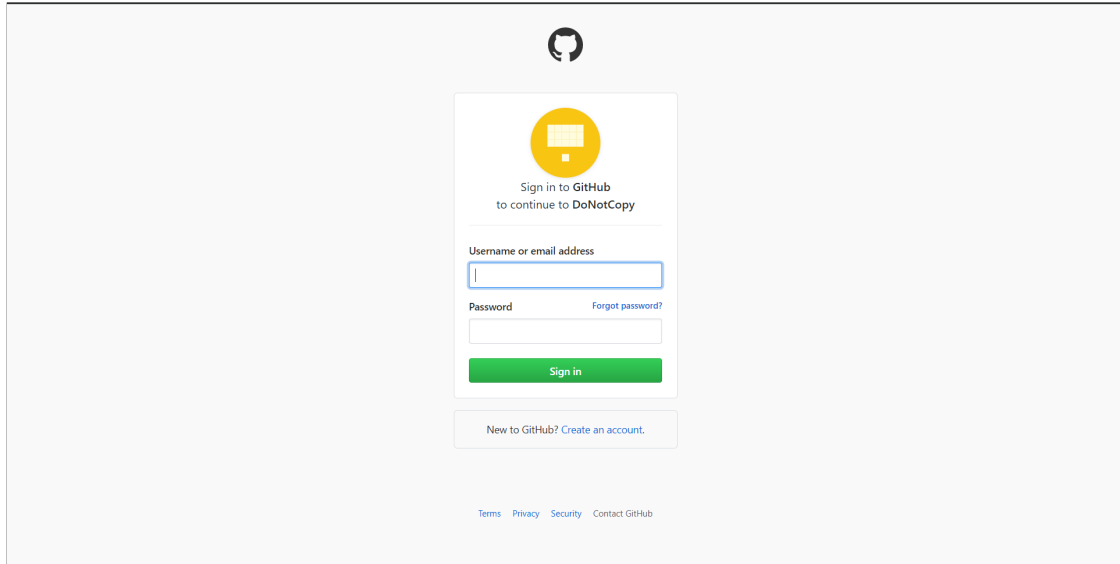 Sign in to GitHub
to continue to DoNotCopy
Username or email address
Password Forgot password?
Sign in
New to GitHub? Create an account.
Terms Privacy Security Contact GitHub